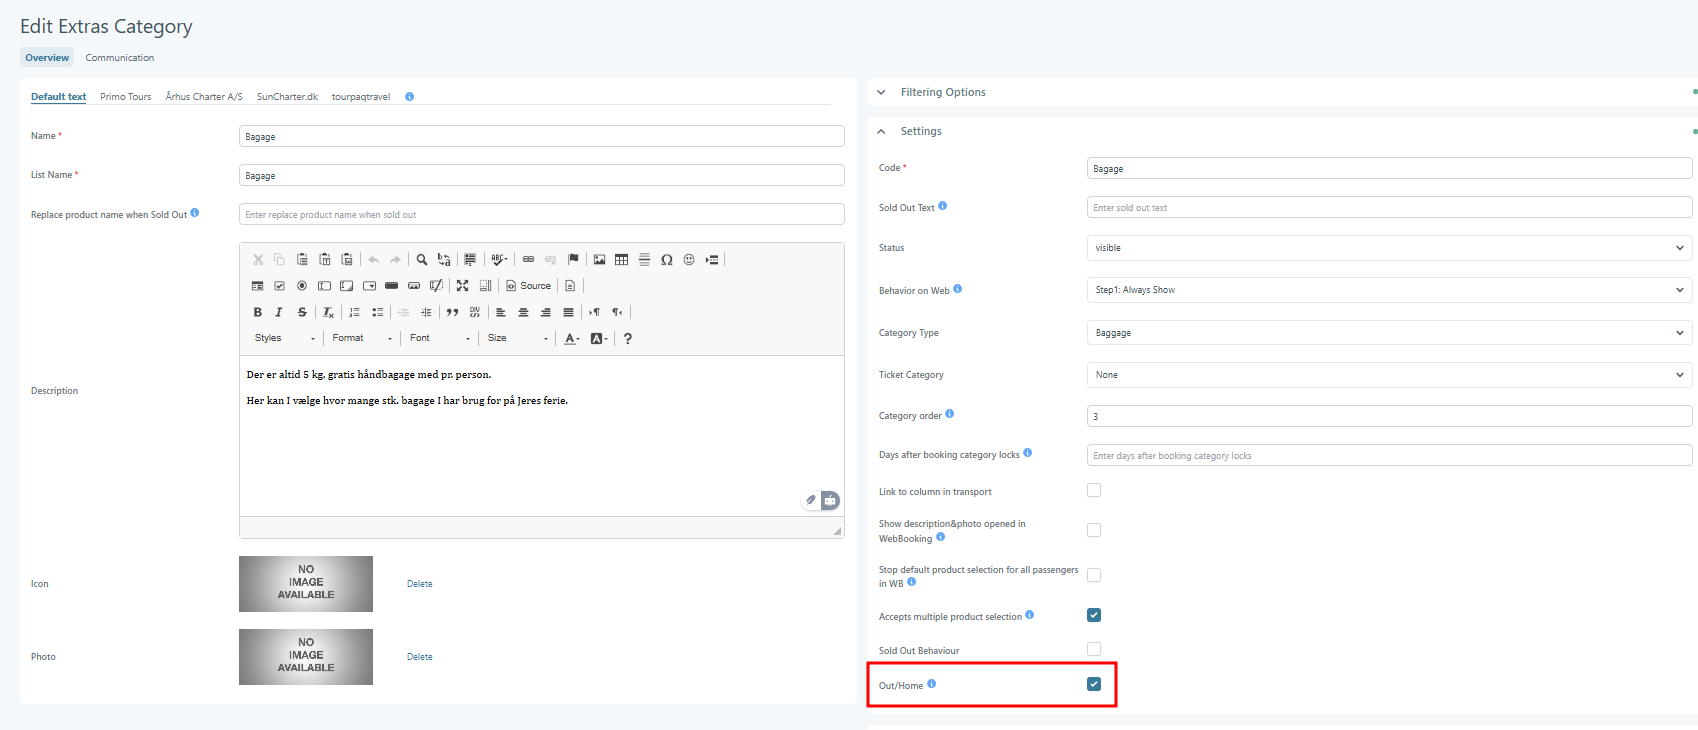 Edit Extras Category
Overview Communication
Default text Primo Tours Århus Charter A/S SunCharter.dk tourpaqtravel
Name *
Bagage
List Name *
Bagage
Replace product name when Sold Out
Enter replace product name when sold out
Description
Source
Styles Format Font Size
Der er altid 5 kg. gratis håndbagage med pr. person.
Her kan I vælge hvor mange stk. bagage I har brug for på Jeres ferie.
Icon
NO
IMAGE
AVAILABLE
Delete
Photo
NO
IMAGE
AVAILABLE
Delete
Filtering Options
Settings
Code *
Bagage
Sold Out Text
Enter sold out text
Status
visible
Behavior on Web
Step1: Always Show
Category Type
Baggage
Ticket Category
None
Category order
3
Days after booking category locks
Enter days after booking category locks
Link to column in transport
Show description&photo opened in
WebBooking
Stop default product selection for all passengers
in WB
Accepts multiple product selection
Sold Out Behaviour
Out/Home